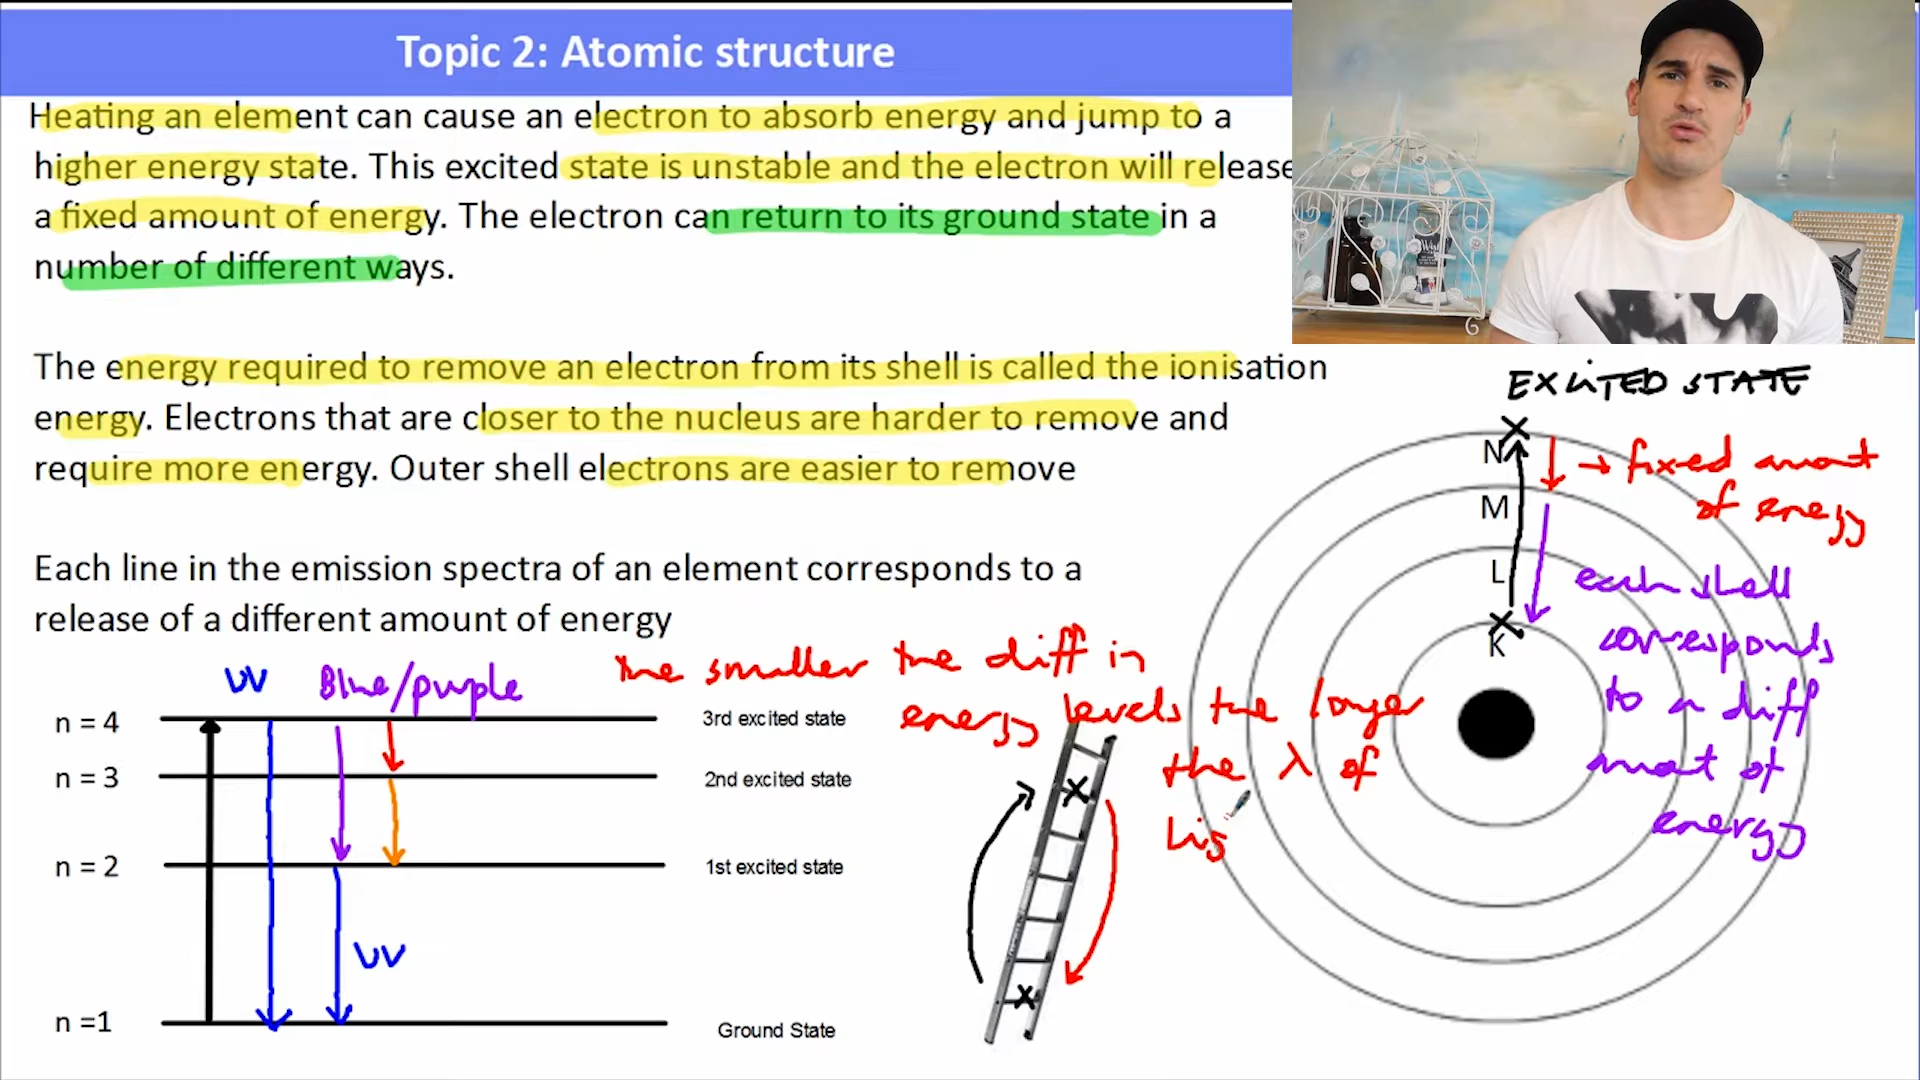 Topic 2: Atomic structure
Heating an element can cause an electron to absorb energy and jump to a
higher energy state. This excited state is unstable and the electron will release
a fixed amount of energy. The electron can return to its ground state in a
number of different ways.
The energy required to remove an electron from its shell is called the ionisation
energy. Electrons that are closer to the nucleus are harder to remove and
require more energy. Outer shell electrons are easier to remove
Each line in the emission spectra of an element corresponds to a
release of a different amount of energy
UV Blue/purple
n = 4
3rd excited state
n = 3
2nd excited state
n = 2
1st excited state
UV
n =1
Ground State
the smaller the diff in
energy levels the longer
the λ of
lig
EXCITED STATE
N
M
L
K
→ fixed amount
of energy
each shell
corresponds
to a diff
amount of
energy